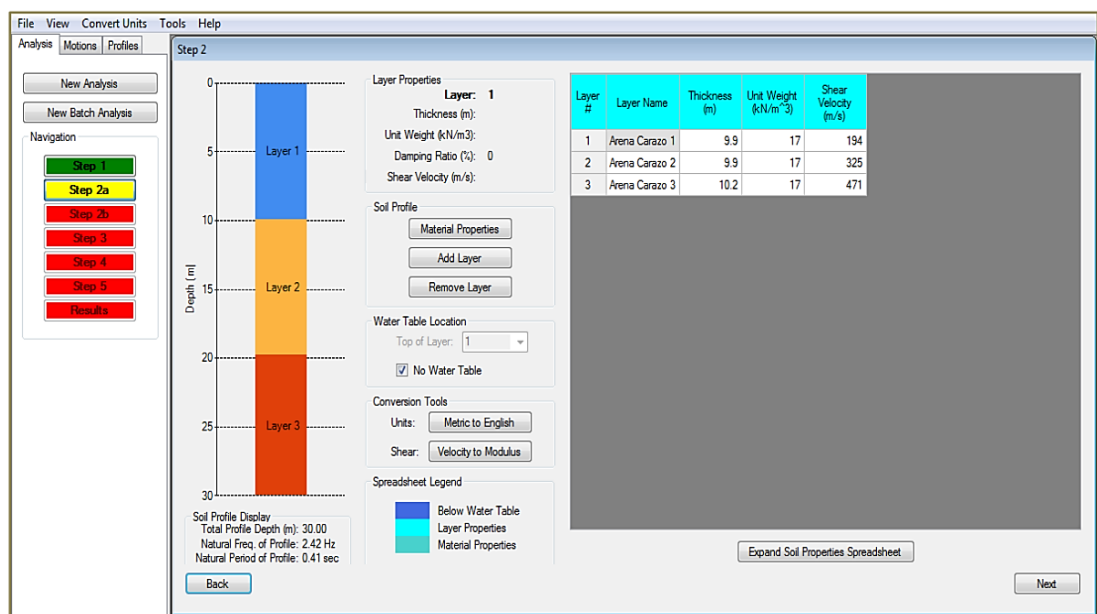 File View Convert Units Tools Help
Analysis Motions Profiles
New Analysis
New Batch Analysis
Navigation
Step 1
Step 2a
Step 2b
Step 3
Step 4
Step 5
Results
Step 2
Depth [m]
0
5
10
15
20
25
30
Layer 1
Layer 2
Layer 3
Soil Profile Display
Total Profile Depth (m): 30.00
Natural Freq. of Profile: 2.42 Hz
Natural Period of Profile: 0.41 sec
Back
Layer Properties
Layer: 1
Thickness (m):
Unit Weight (kN/m3):
Damping Ratio (%): 0
Shear Velocity (m/s):
Soil Profile
Material Properties
Add Layer
Remove Layer
Water Table Location
Top of Layer: 1
No Water Table
Conversion Tools
Units: Metric to English
Shear: Velocity to Modulus
Spreadsheet Legend
Below Water Table
Layer Properties
Material Properties
Layer # Layer Name Thickness (m) Unit Weight (kN/m^3) Shear Velocity (m/s)
1 Arena Carazo 1 9.9 17 194
2 Arena Carazo 2 9.9 17 325
3 Arena Carazo 3 10.2 17 471
Expand Soil Properties Spreadsheet
Next